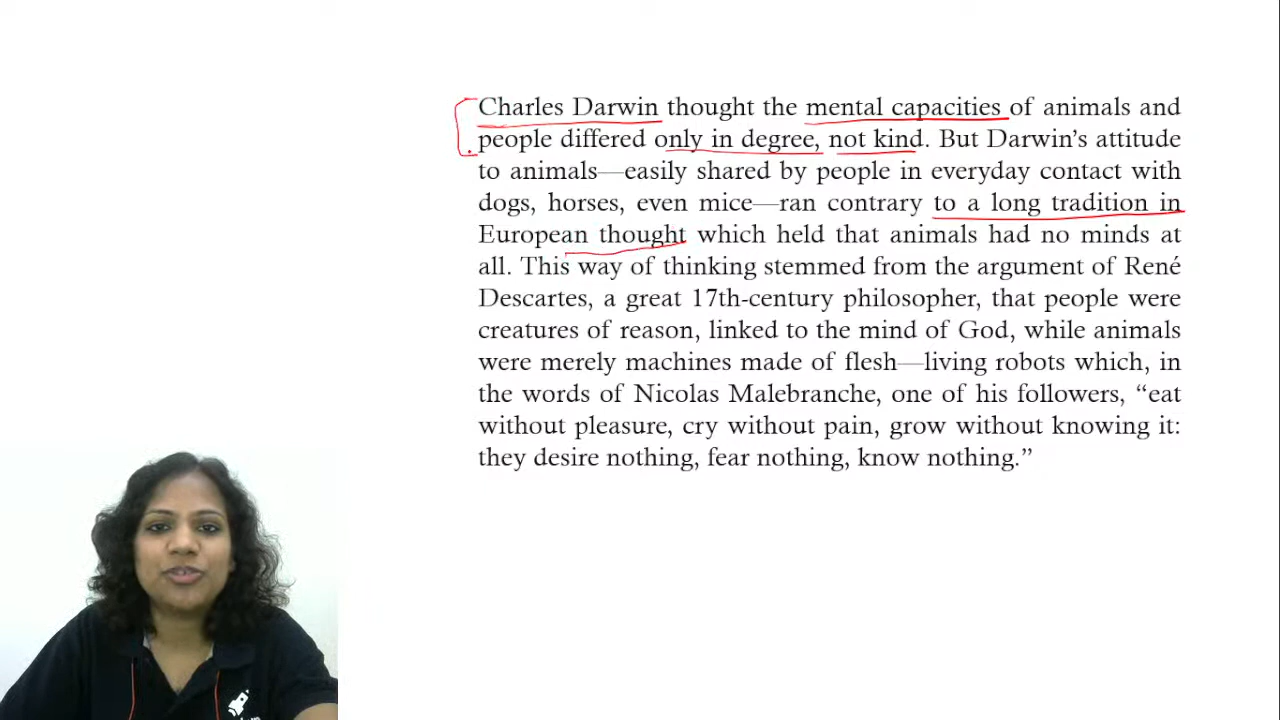 Charles Darwin thought the mental capacities of animals and
people differed only in degree, not kind. But Darwin’s attitude
to animals—easily shared by people in everyday contact with
dogs, horses, even mice—ran contrary to a long tradition in
European thought which held that animals had no minds at
all. This way of thinking stemmed from the argument of René
Descartes, a great 17th-century philosopher, that people were
creatures of reason, linked to the mind of God, while animals
were merely machines made of flesh—living robots which, in
the words of Nicolas Malebranche, one of his followers, “eat
without pleasure, cry without pain, grow without knowing it:
they desire nothing, fear nothing, know nothing.”